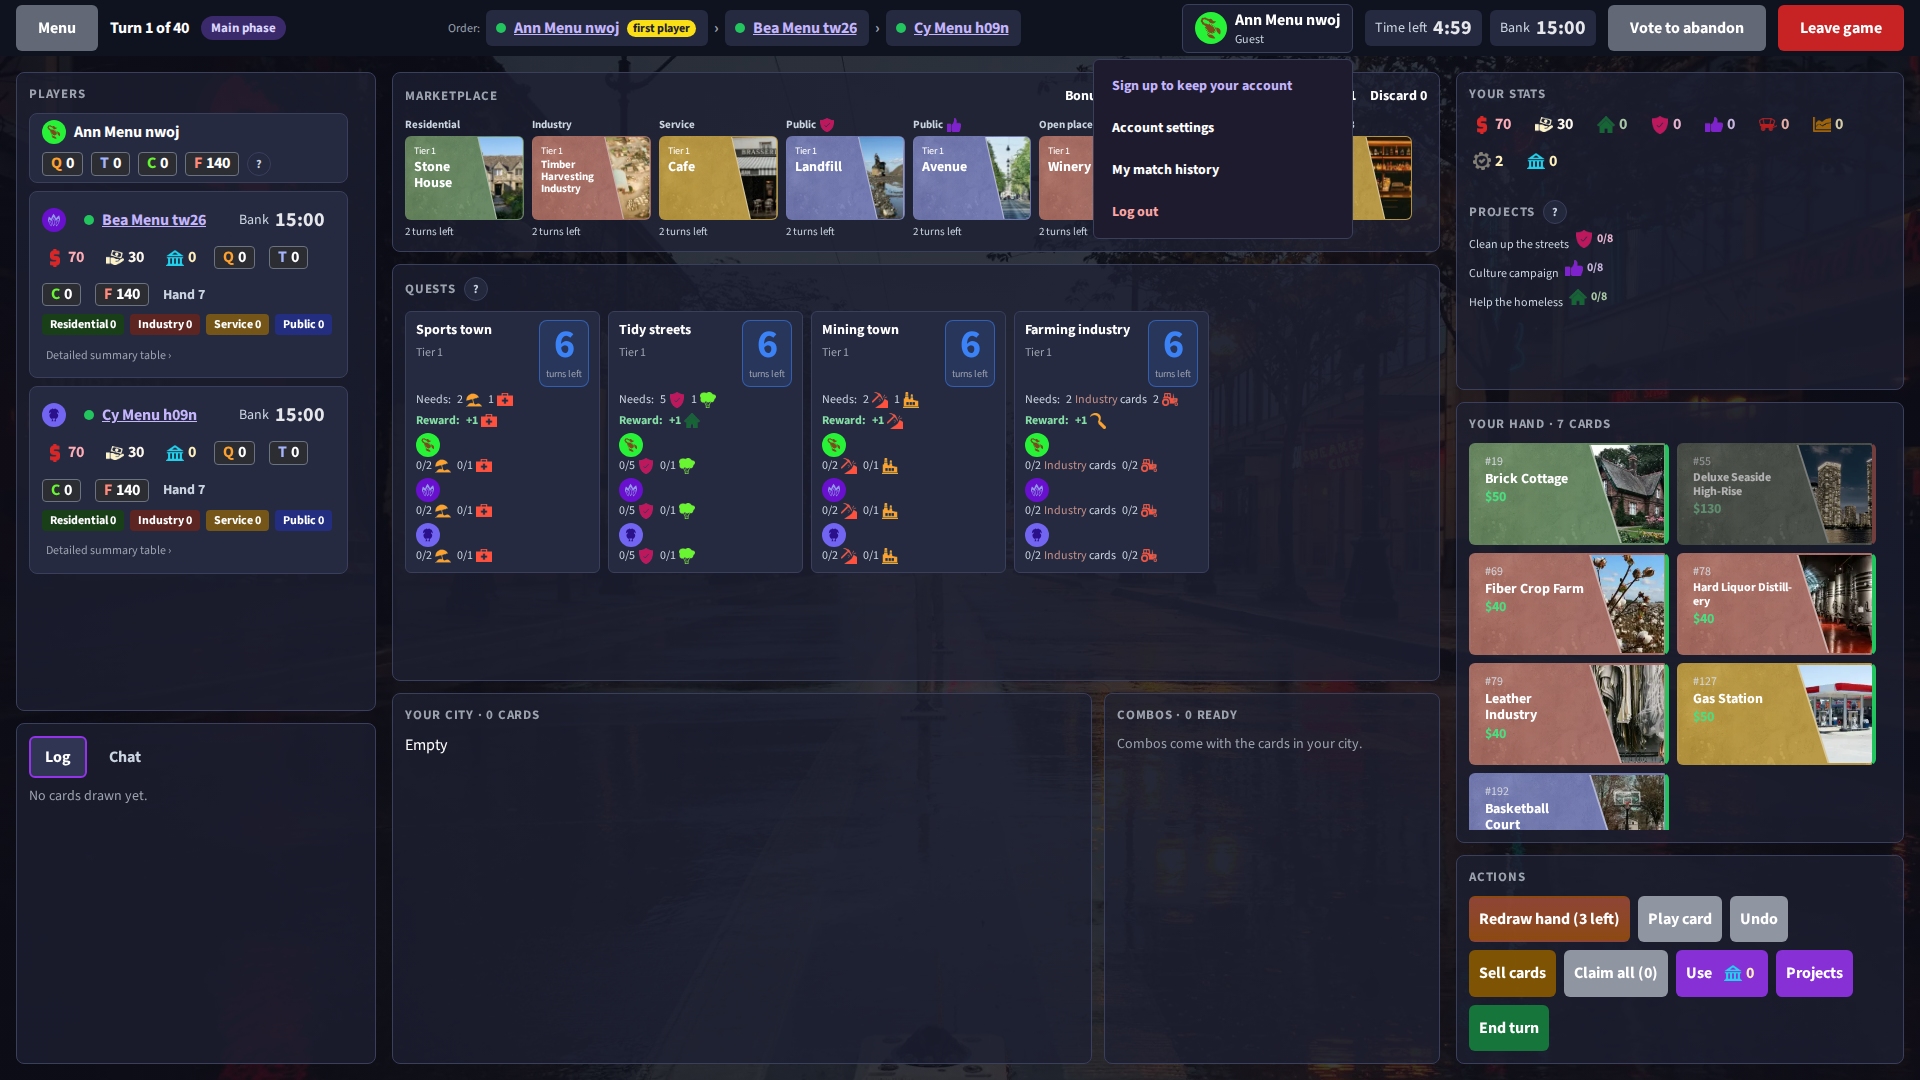 Menu
Turn 1 of 40
Main phase
Order:
Ann Menu nwoj first player
›
Bea Menu tw26
›
Cy Menu h09n
Ann Menu nwoj
Guest
Time left 4:59
Bank 15:00
Vote to abandon
Leave game
Sign up to keep your account
Account settings
My match history
Log out
PLAYERS
Ann Menu nwoj
Q 0
T 0
C 0
F 140
?
Bea Menu tw26
Bank 15:00
70
30
0
Q 0
T 0
C 0
F 140
Hand 7
Residential 0
Industry 0
Service 0
Public 0
Detailed summary table ›
Cy Menu h09n
Bank 15:00
70
30
0
Q 0
T 0
C 0
F 140
Hand 7
Residential 0
Industry 0
Service 0
Public 0
Detailed summary table ›
Log
Chat
No cards drawn yet.
MARKETPLACE
Discard 0
Residential
Tier 1
Stone
House
2 turns left
Industry
Tier 1
Timber
Harvesting
Industry
2 turns left
Service
Tier 1
Cafe
2 turns left
Public
Tier 1
Landfill
2 turns left
Public
Tier 1
Avenue
2 turns left
Open place
Tier 1
Winery
2 turns left
QUESTS
?
Sports town
Tier 1
6
turns left
Needs: 2 1
Reward: +1
0/2 0/1
0/2 0/1
0/2 0/1
Tidy streets
Tier 1
6
turns left
Needs: 5 1
Reward: +1
0/5 0/1
0/5 0/1
0/5 0/1
Mining town
Tier 1
6
turns left
Needs: 2 1
Reward: +1
0/2 0/1
0/2 0/1
0/2 0/1
Farming industry
Tier 1
6
turns left
Needs: 2 Industry cards 2
Reward: +1
0/2 Industry cards 0/2
0/2 Industry cards 0/2
0/2 Industry cards 0/2
YOUR CITY · 0 CARDS
Empty
COMBOS · 0 READY
Combos come with the cards in your city.
YOUR STATS
70
30
0
0
0
0
0
2
0
PROJECTS
?
Clean up the streets 0/8
Culture campaign 0/8
Help the homeless 0/8
YOUR HAND · 7 CARDS
#19
Brick Cottage
$50
#55
Deluxe Seaside
High-Rise
$130
#69
Fiber Crop Farm
$40
#78
Hard Liquor Distill-
ery
$40
#79
Leather
Industry
$40
#127
Gas Station
$50
#192
Basketball
Court
ACTIONS
Redraw hand (3 left)
Play card
Undo
Sell cards
Claim all (0)
Use 0
Projects
End turn